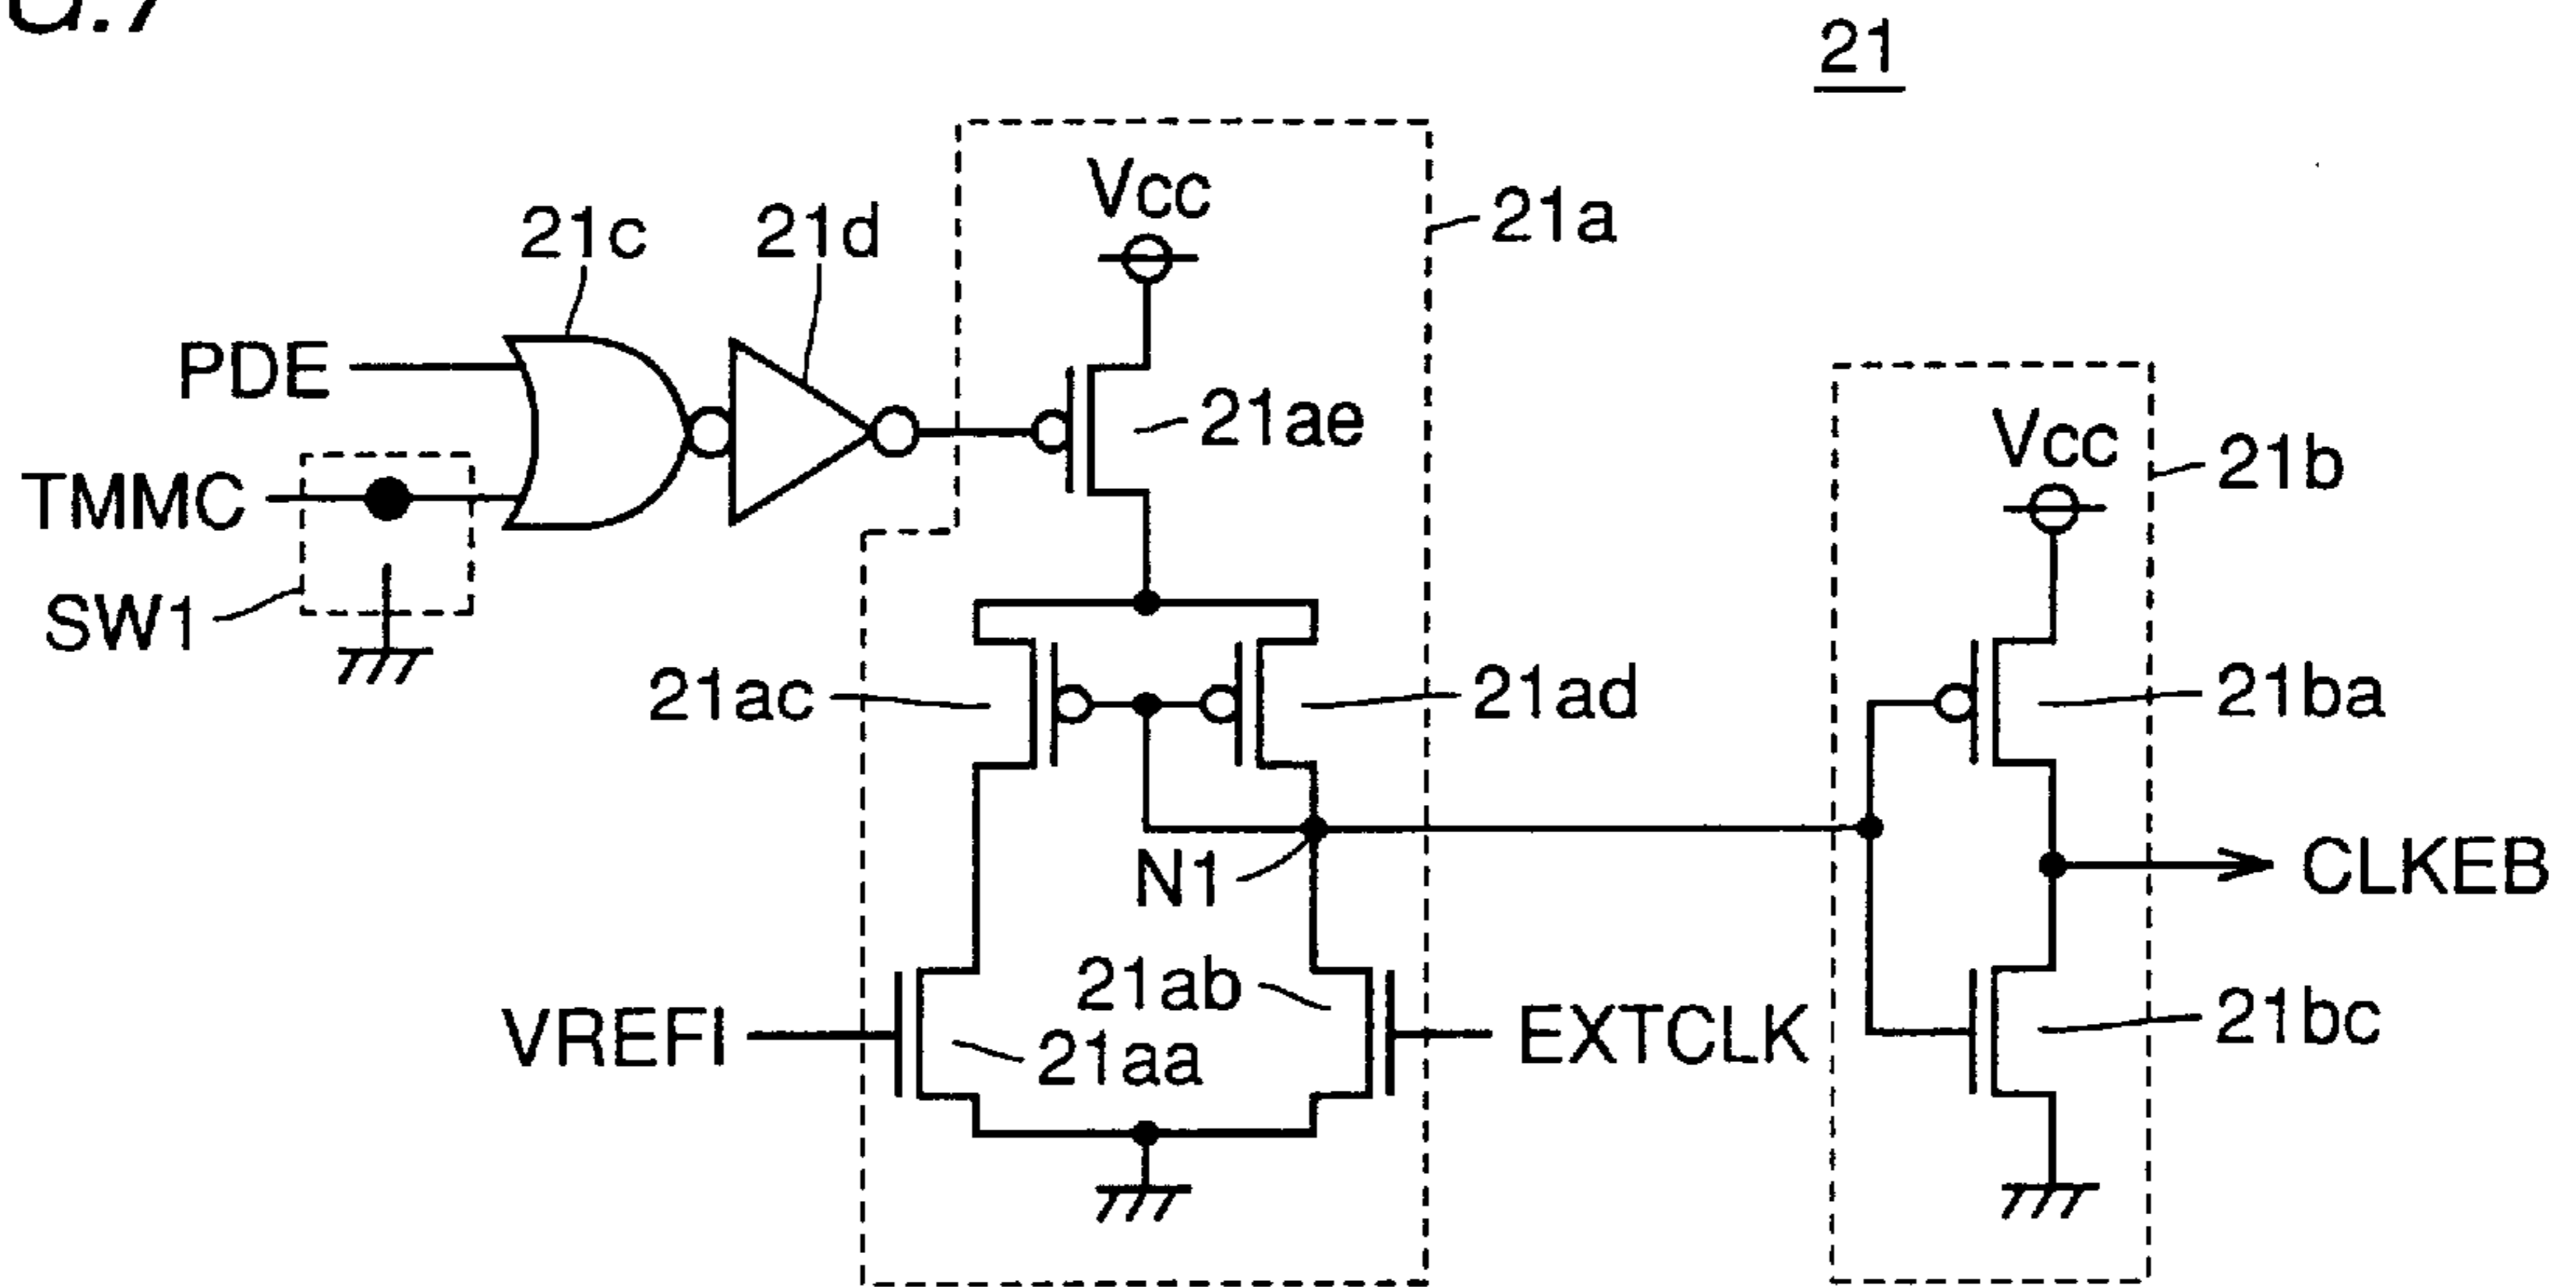 G.7
21
Vcc
21a
21c
21d
PDE
21ae
TMMC
SW1
Vcc
21b
21ac
21ad
21ba
N1
CLKEB
21ab
VREFI
21aa
EXTCLK
21bc